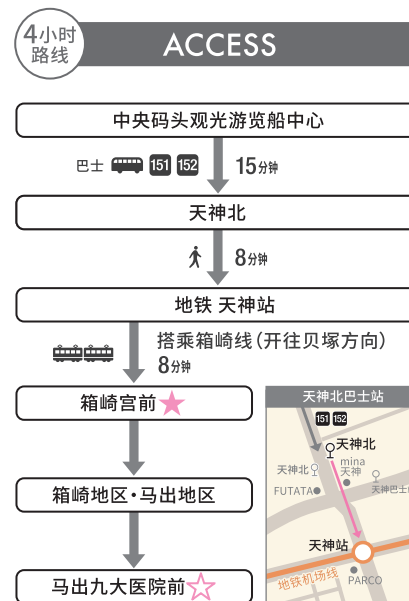 4小时
路线
ACCESS
中央码头观光游览船中心
巴士 151 152 15分钟
天神北
8分钟
地铁 天神站
搭乘箱崎线（开往贝塚方向）
8分钟
箱崎宫前
箱崎地区・马出地区
马出九大医院前
天神北巴士站
151 152
天神北
mina
天神
天神北
FUTATA
天神巴士
天神站
地铁机场线
PARCO